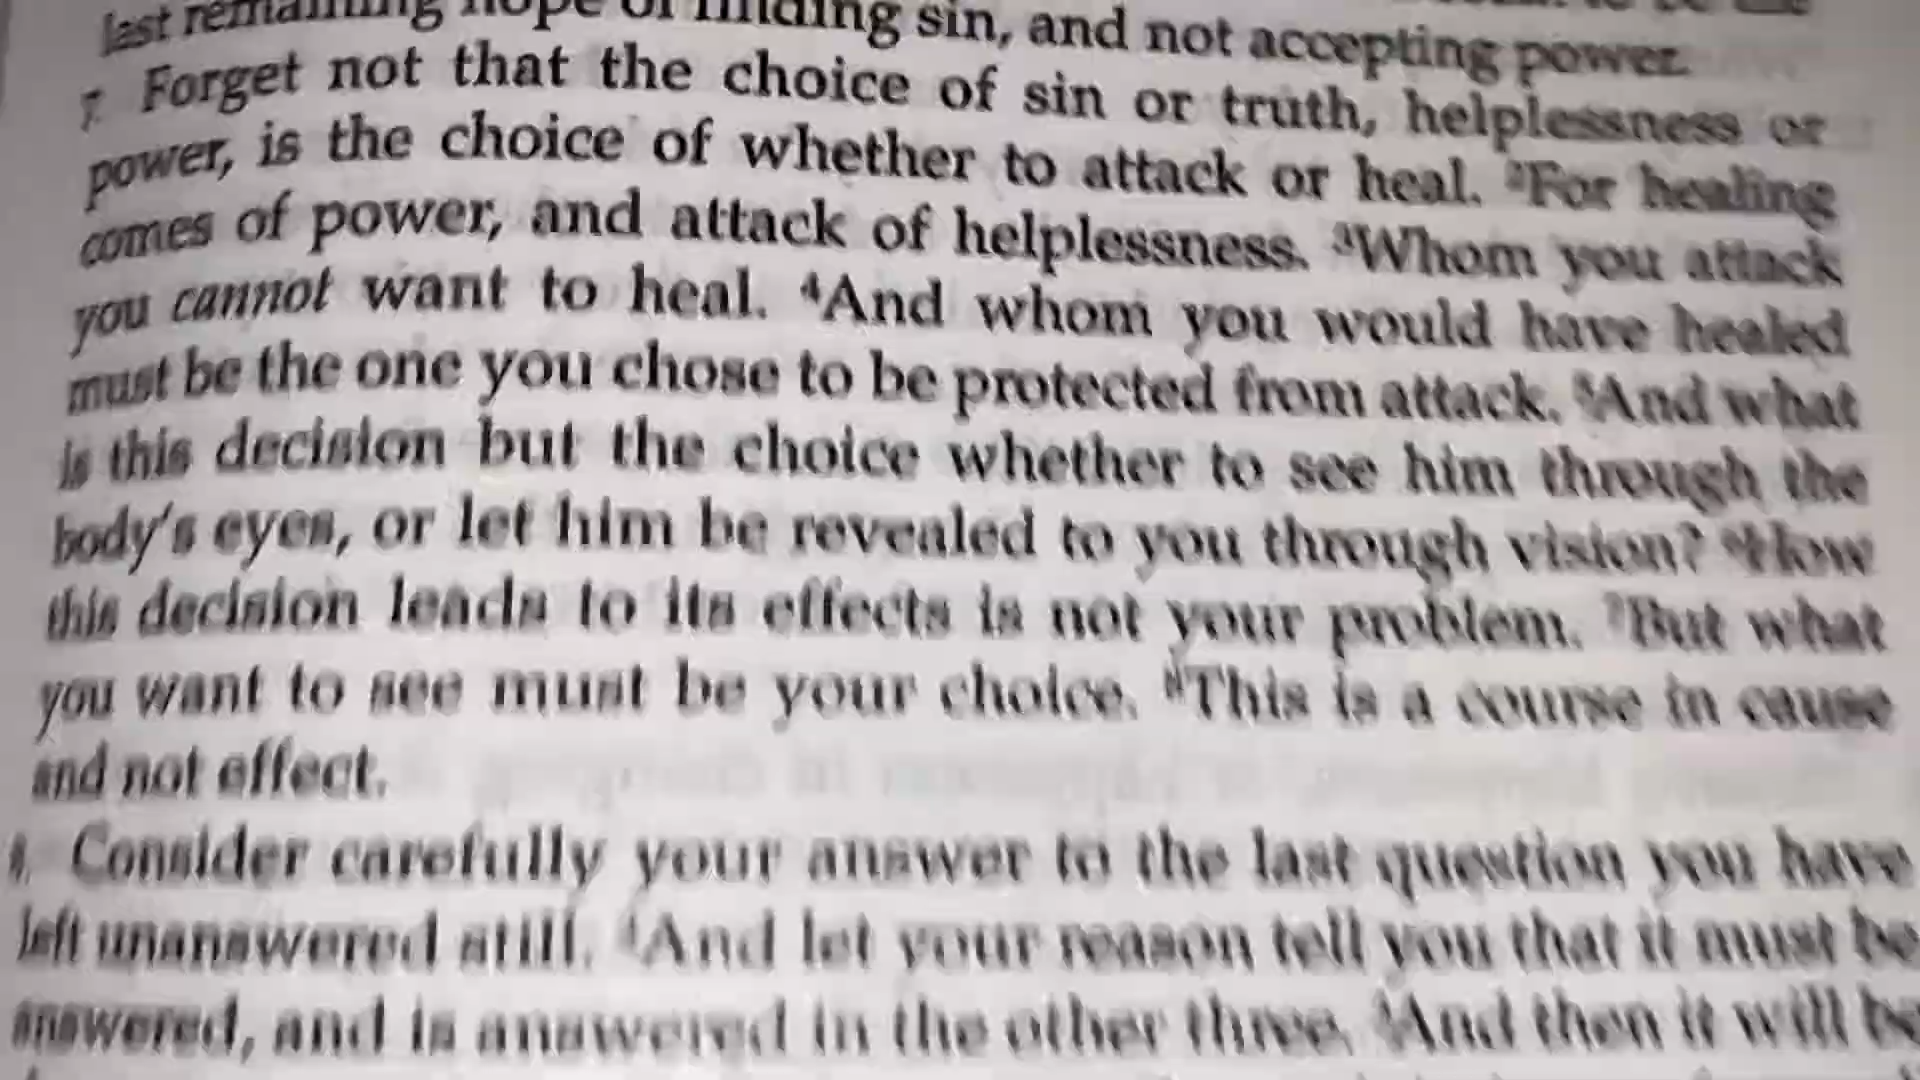 last remaining hope of finding sin, and not accepting power.
7. Forget not that the choice of sin or truth, helplessness or
power, is the choice of whether to attack or heal. ²For healing
comes of power, and attack of helplessness. ³Whom you attack
you cannot want to heal. ⁴And whom you would have healed
must be the one you chose to be protected from attack. ⁵And what
is this decision but the choice whether to see him through the
body's eyes, or let him be revealed to you through vision? ⁶How
this decision leads to its effects is not your problem. ⁷But what
you want to see must be your choice. ⁸This is a course in cause
and not effect.
8. Consider carefully your answer to the last question you have
left unanswered still. ²And let your reason tell you that it must be
answered, and is answered in the other three. ³And then it will be